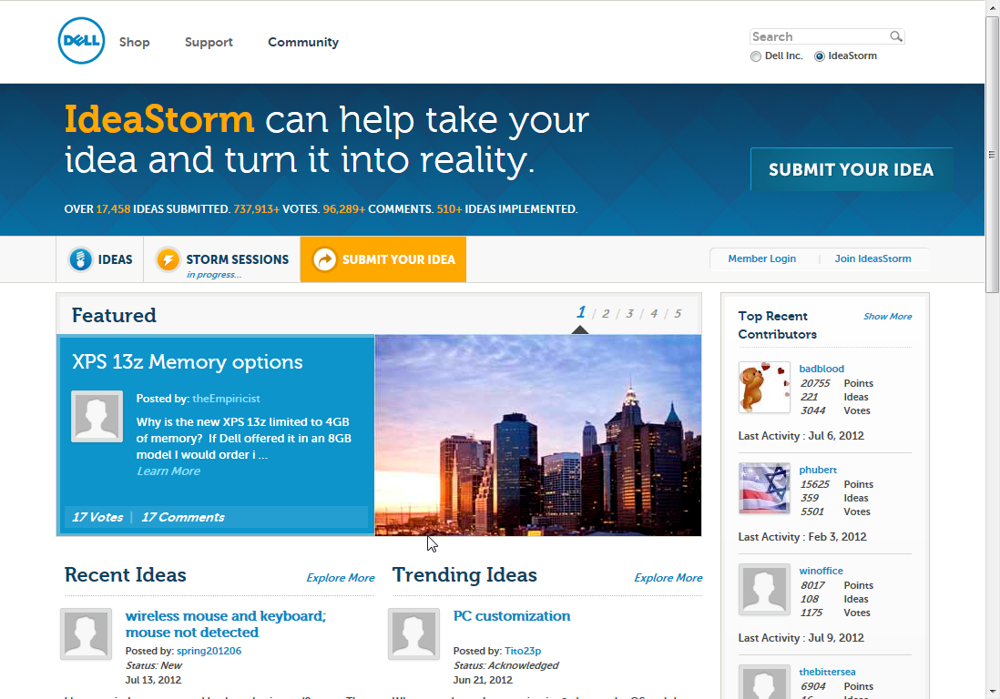 DELL
Shop
Support
Community
Search
Dell Inc.
IdeaStorm
IdeaStorm can help take your
idea and turn it into reality.
SUBMIT YOUR IDEA
OVER 17,458 IDEAS SUBMITTED. 737,913+ VOTES. 96,289+ COMMENTS. 510+ IDEAS IMPLEMENTED.
IDEAS
STORM SESSIONS
in progress...
SUBMIT YOUR IDEA
Member Login
Join IdeasStorm
Featured
1 / 2 / 3 / 4 / 5
XPS 13z Memory options
Posted by: theEmpiricist
Why is the new XPS 13z limited to 4GB
of memory? If Dell offered it in an 8GB
model I would order i ...
Learn More
17 Votes | 17 Comments
Recent Ideas
Explore More
wireless mouse and keyboard;
mouse not detected
Posted by: spring201206
Status: New
Jul 13, 2012
Trending Ideas
Explore More
PC customization
Posted by: Tito23p
Status: Acknowledged
Jun 21, 2012
Top Recent
Contributors
Show More
badblood
20755 Points
221 Ideas
3044 Votes
Last Activity : Jul 6, 2012
phubert
15625 Points
359 Ideas
5501 Votes
Last Activity : Feb 3, 2012
winoffice
8017 Points
108 Ideas
1175 Votes
Last Activity : Jul 9, 2012
thebittersea
6904 Points
Ideas